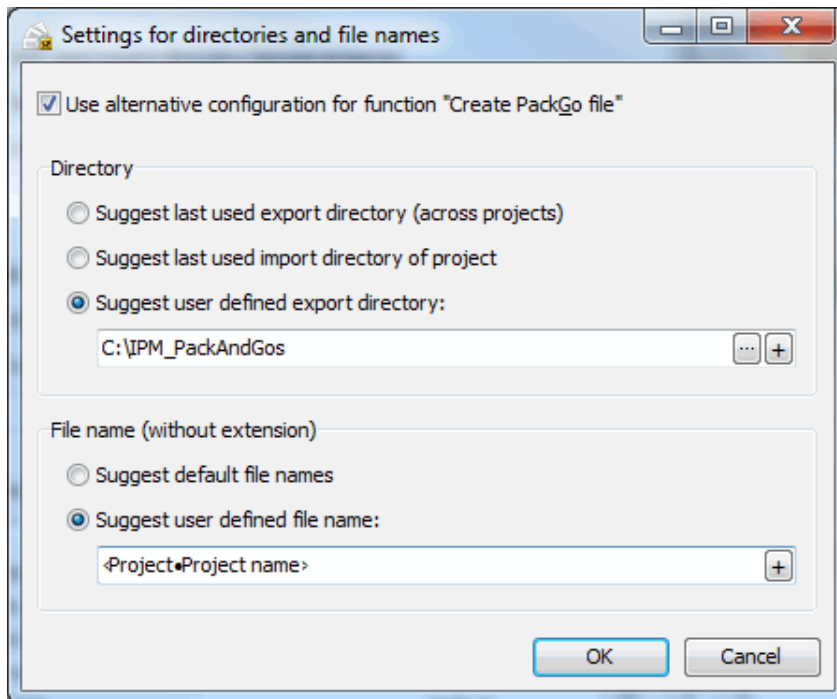 Settings for directories and file names
Use alternative configuration for function "Create PackGo file"
Directory
Suggest last used export directory (across projects)
Suggest last used import directory of project
Suggest user defined export directory:
C:\IPM_PackAndGos
... +
File name (without extension)
Suggest default file names
Suggest user defined file name:
‹Project•Project name›
+
OK Cancel